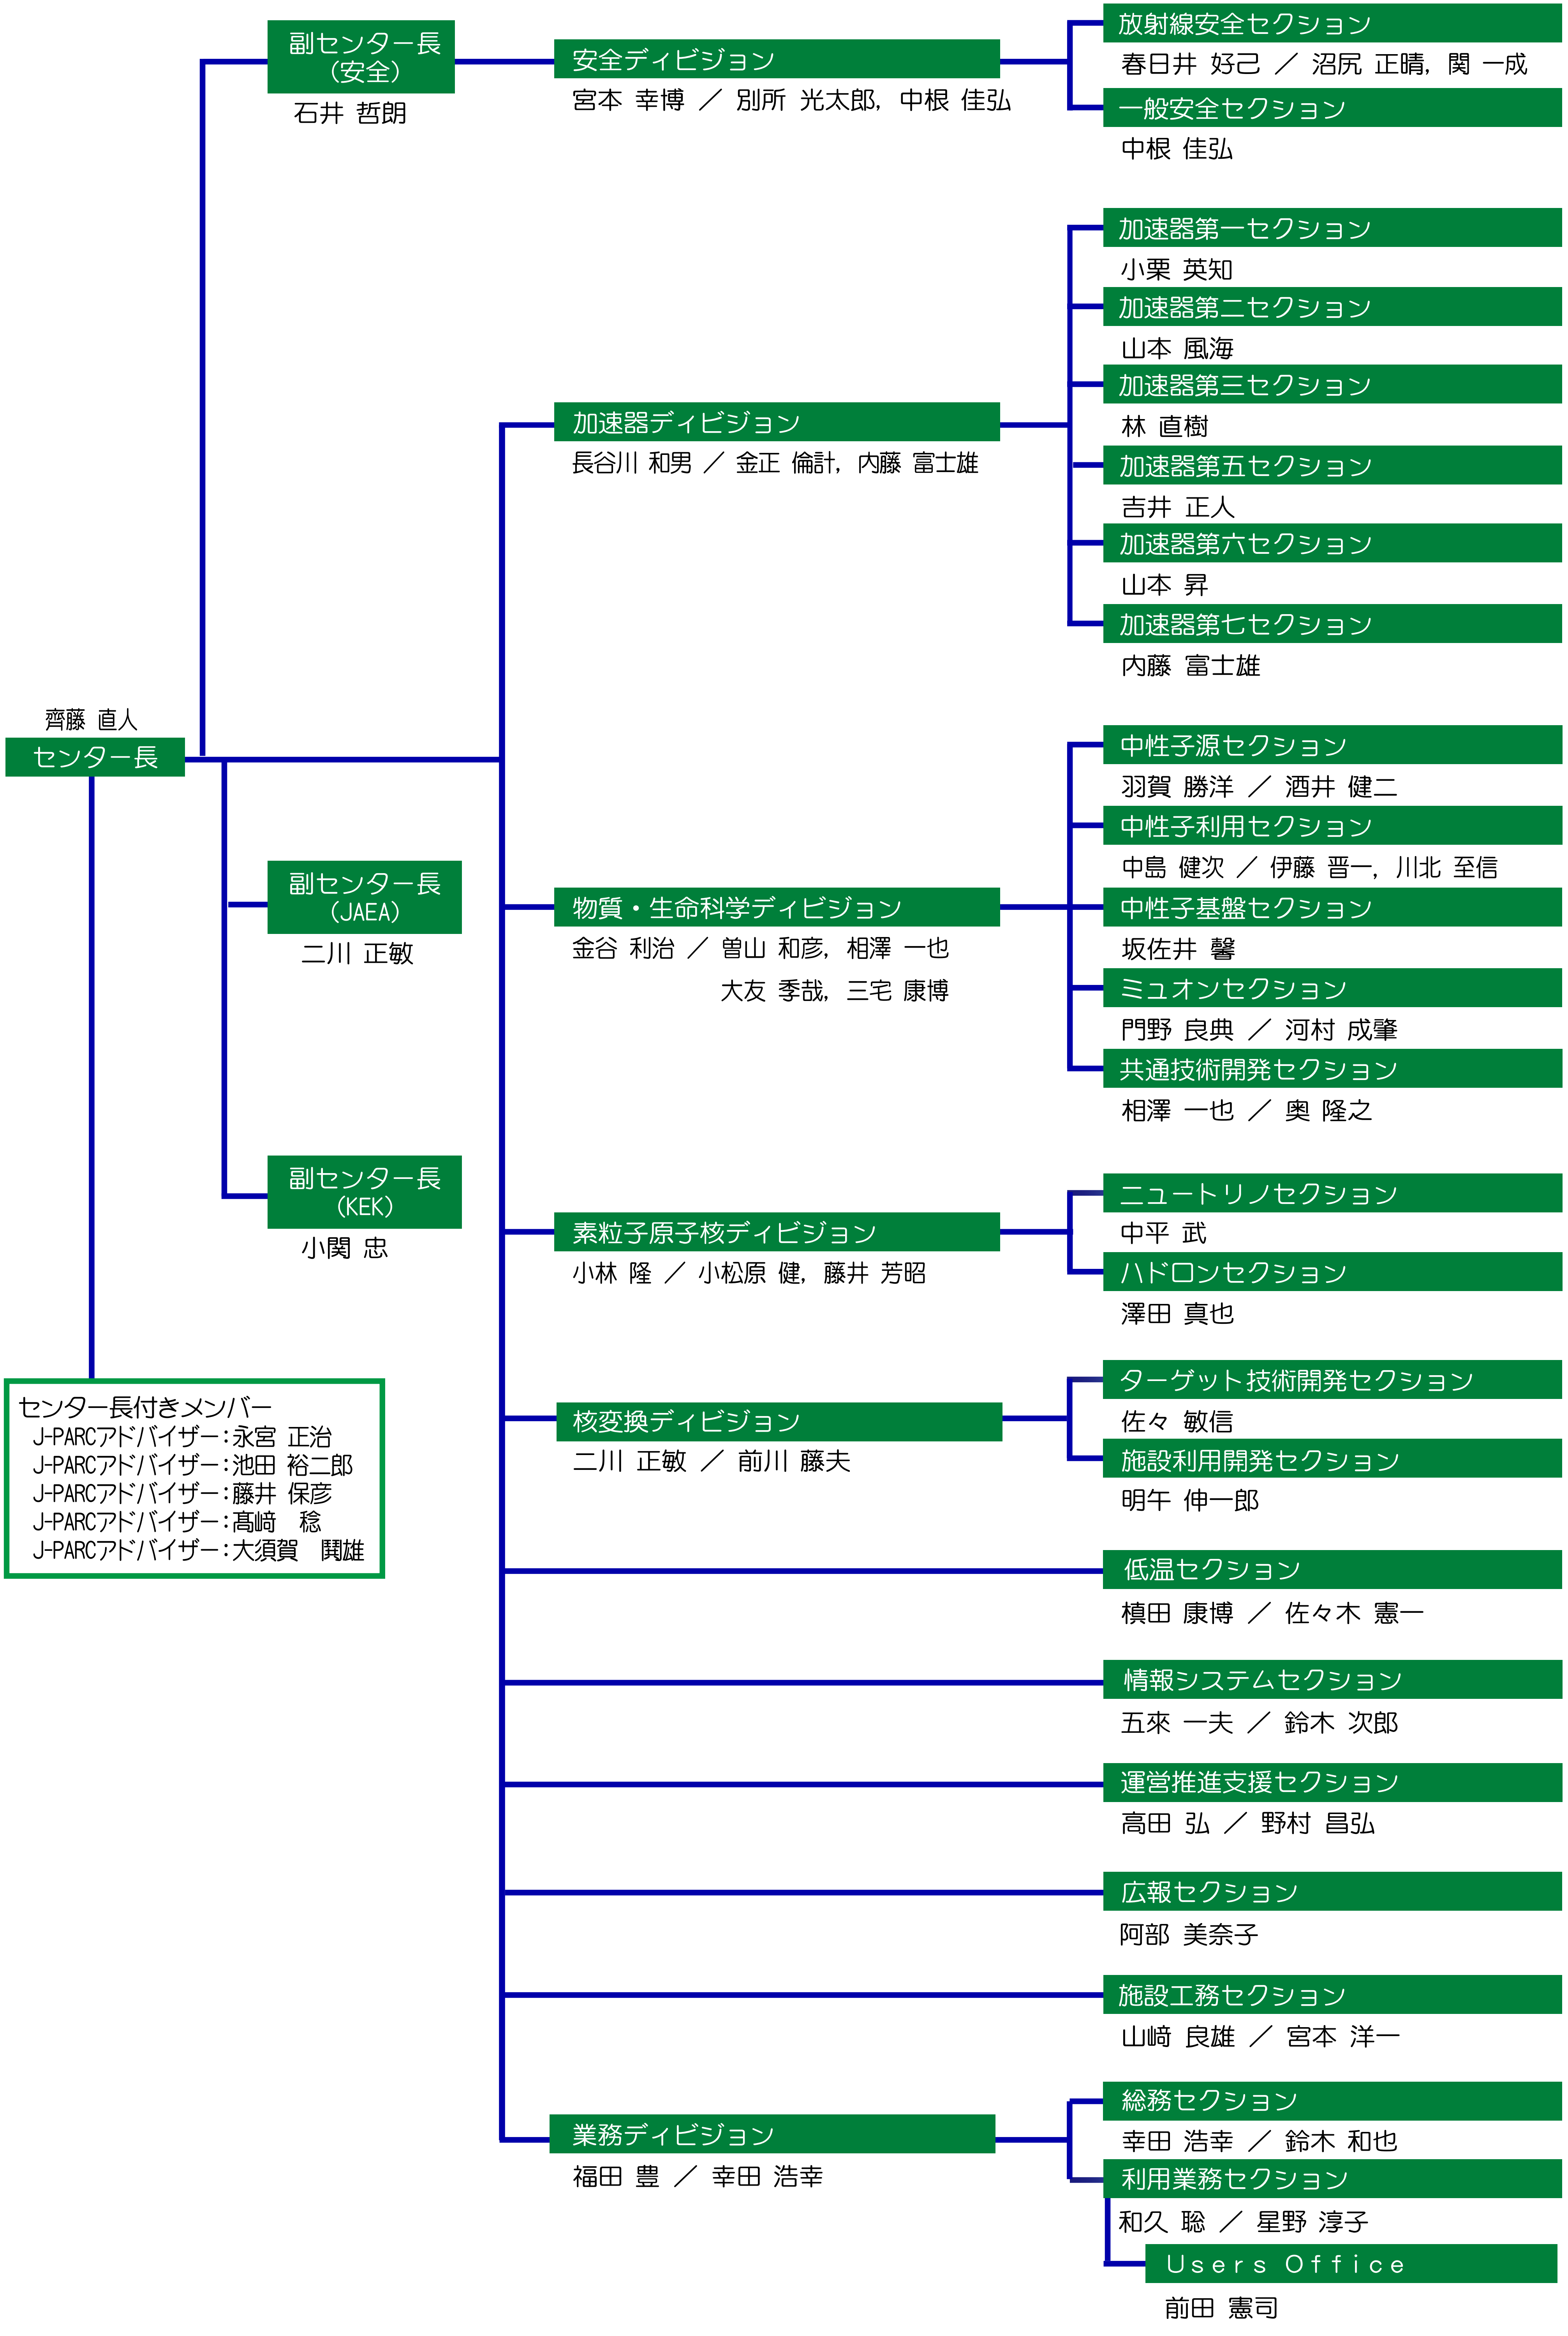 齊藤 直人
センター長
副センター長
(安全)
石井 哲朗
安全ディビジョン
宮本 幸博 ／ 別所 光太郎, 中根 佳弘
放射線安全セクション
春日井 好己 ／ 沼尻 正晴, 関 一成
一般安全セクション
中根 佳弘
副センター長
(JAEA)
二川 正敏
副センター長
(KEK)
小関 忠
センター長付きメンバー
J-PARCアドバイザー：永宮 正治
J-PARCアドバイザー：池田 裕二郎
J-PARCアドバイザー：藤井 保彦
J-PARCアドバイザー：髙﨑　稔
J-PARCアドバイザー：大須賀　鬨雄
加速器ディビジョン
長谷川 和男 ／ 金正 倫計, 内藤 富士雄
加速器第一セクション
小栗 英知
加速器第二セクション
山本 風海
加速器第三セクション
林 直樹
加速器第五セクション
吉井 正人
加速器第六セクション
山本 昇
加速器第七セクション
内藤 富士雄
物質・生命科学ディビジョン
金谷 利治 ／ 曽山 和彦, 相澤 一也
大友 季哉, 三宅 康博
中性子源セクション
羽賀 勝洋 ／ 酒井 健二
中性子利用セクション
中島 健次 ／ 伊藤 晋一, 川北 至信
中性子基盤セクション
坂佐井 馨
ミュオンセクション
門野 良典 ／ 河村 成肇
共通技術開発セクション
相澤 一也 ／ 奥 隆之
素粒子原子核ディビジョン
小林 隆 ／ 小松原 健, 藤井 芳昭
ニュートリノセクション
中平 武
ハドロンセクション
澤田 真也
核変換ディビジョン
二川 正敏 ／ 前川 藤夫
ターゲット技術開発セクション
佐々 敏信
施設利用開発セクション
明午 伸一郎
低温セクション
槙田 康博 ／ 佐々木 憲一
情報システムセクション
五來 一夫 ／ 鈴木 次郎
運営推進支援セクション
高田 弘 ／ 野村 昌弘
広報セクション
阿部 美奈子
施設工務セクション
山﨑 良雄 ／ 宮本 洋一
業務ディビジョン
福田 豊 ／ 幸田 浩幸
総務セクション
幸田 浩幸 ／ 鈴木 和也
利用業務セクション
和久 聡 ／ 星野 淳子
Users Office
前田 憲司